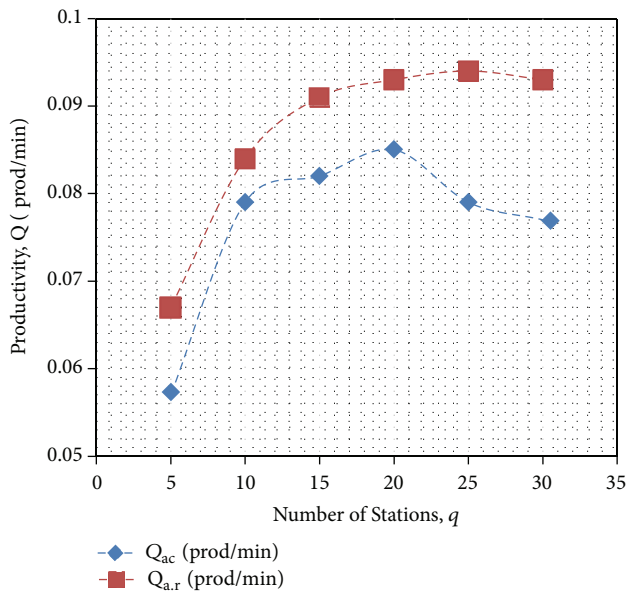 0.1
0.09
0.08
0.07
0.06
0.05
Productivity, Q ( prod/min)
0 5 10 15 20 25 30 35
Number of Stations, q
Qac (prod/min)
Qa.r (prod/min)